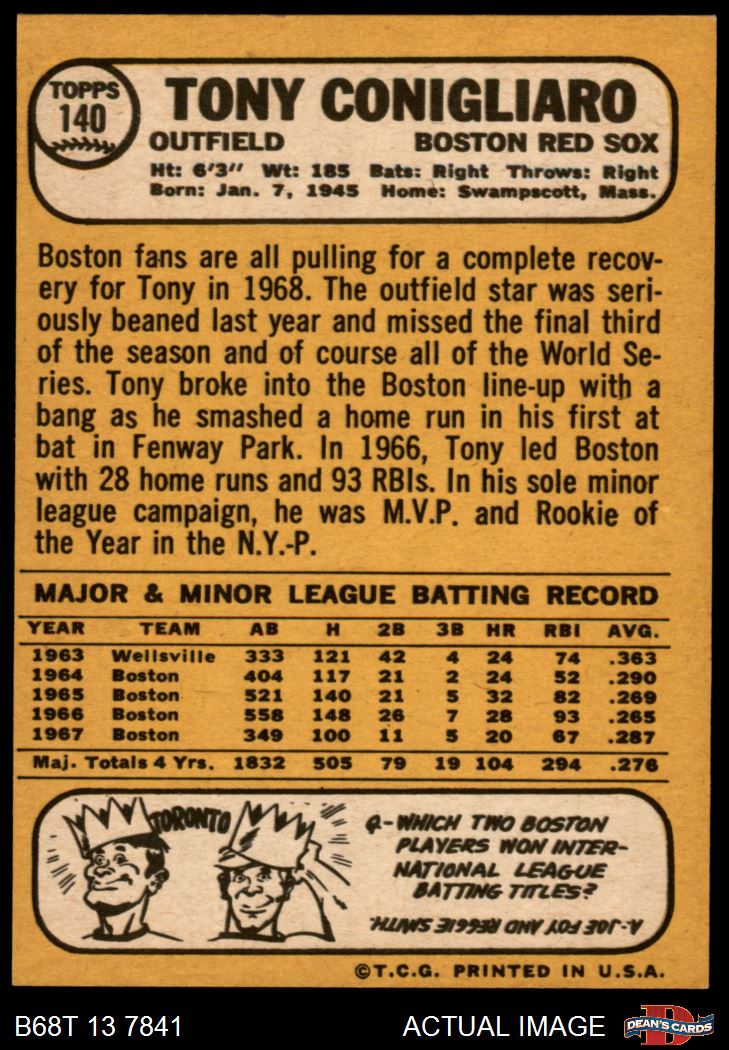 TOPPS
140
TONY CONIGLIARO
OUTFIELD BOSTON RED SOX
Ht: 6'3" Wt: 185 Bats: Right Throws: Right
Born: Jan. 7, 1945 Home: Swampscott, Mass.
Boston fans are all pulling for a complete recov-
ery for Tony in 1968. The outfield star was seri-
ously beaned last year and missed the final third
of the season and of course all of the World Se-
ries. Tony broke into the Boston line-up with a
bang as he smashed a home run in his first at
bat in Fenway Park. In 1966, Tony led Boston
with 28 home runs and 93 RBIs. In his sole minor
league campaign, he was M.V.P. and Rookie of
the Year in the N.Y.-P.
MAJOR & MINOR LEAGUE BATTING RECORD
YEAR TEAM AB H 2B 3B HR RBI AVG.
1963 Wellsville 333 121 42 4 24 74 .363
1964 Boston 404 117 21 2 24 52 .290
1965 Boston 521 140 21 5 32 82 .269
1966 Boston 558 148 26 7 28 93 .265
1967 Boston 349 100 11 5 20 67 .287
Maj. Totals 4 Yrs. 1832 505 79 19 104 294 .276
TORONTO
Q-WHICH TWO BOSTON
PLAYERS WON INTER-
NATIONAL LEAGUE
BATTING TITLES?
A-JOE FOY AND REGGIE SMITH.
©T.C.G. PRINTED IN U.S.A.
B68T 13 7841 ACTUAL IMAGE
D
DEAN'S CARDS